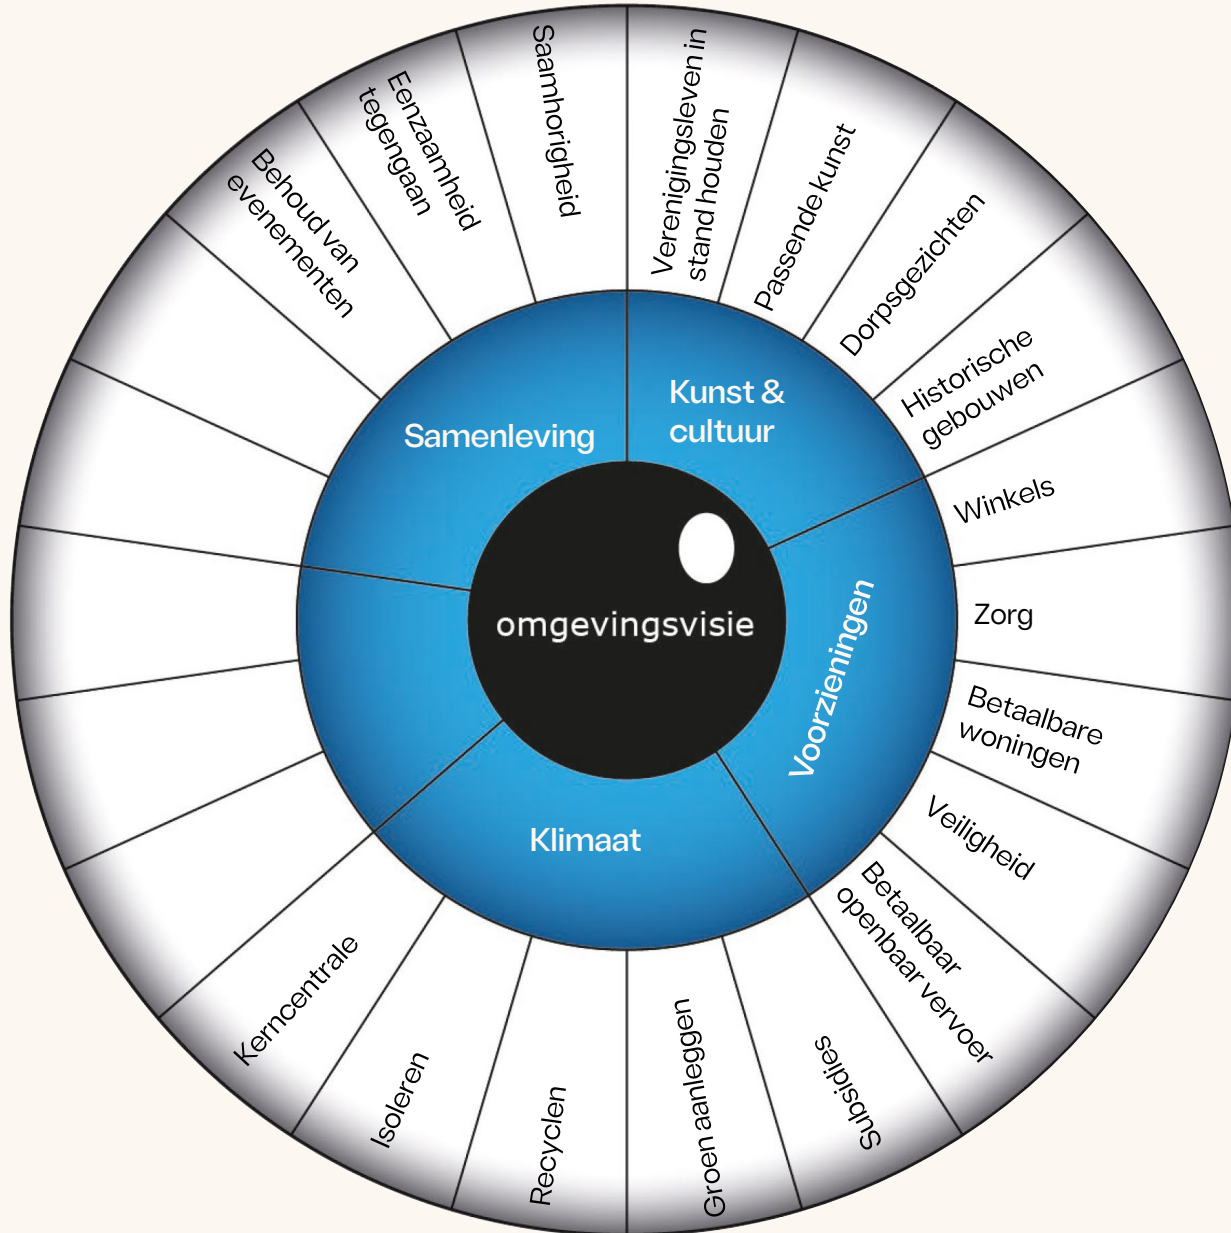 omgevingsvisie
Kunst &
cultuur
Verenigingsleven in
stand houden
Passende kunst
Dorpsgezichten
Historische
gebouwen
Voorzieningen
Winkels
Zorg
Betaalbare
woningen
Veiligheid
Betaalbaar
openbaar vervoer
Klimaat
Subsidies
Groen aanleggen
Recyclen
Isoleren
Kerncentrale
Samenleving
Behoud van
evenementen
Eenzaamheid
tegengaan
Saamhorigheid